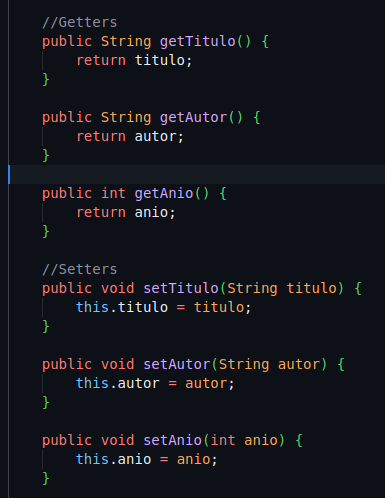 //Getters
public String getTitulo() {
    return titulo;
}
public String getAutor() {
    return autor;
}
public int getAnio() {
    return anio;
}
//Setters
public void setTitulo(String titulo) {
    this.titulo = titulo;
}
public void setAutor(String autor) {
    this.autor = autor;
}
public void setAnio(int anio) {
    this.anio = anio;
}